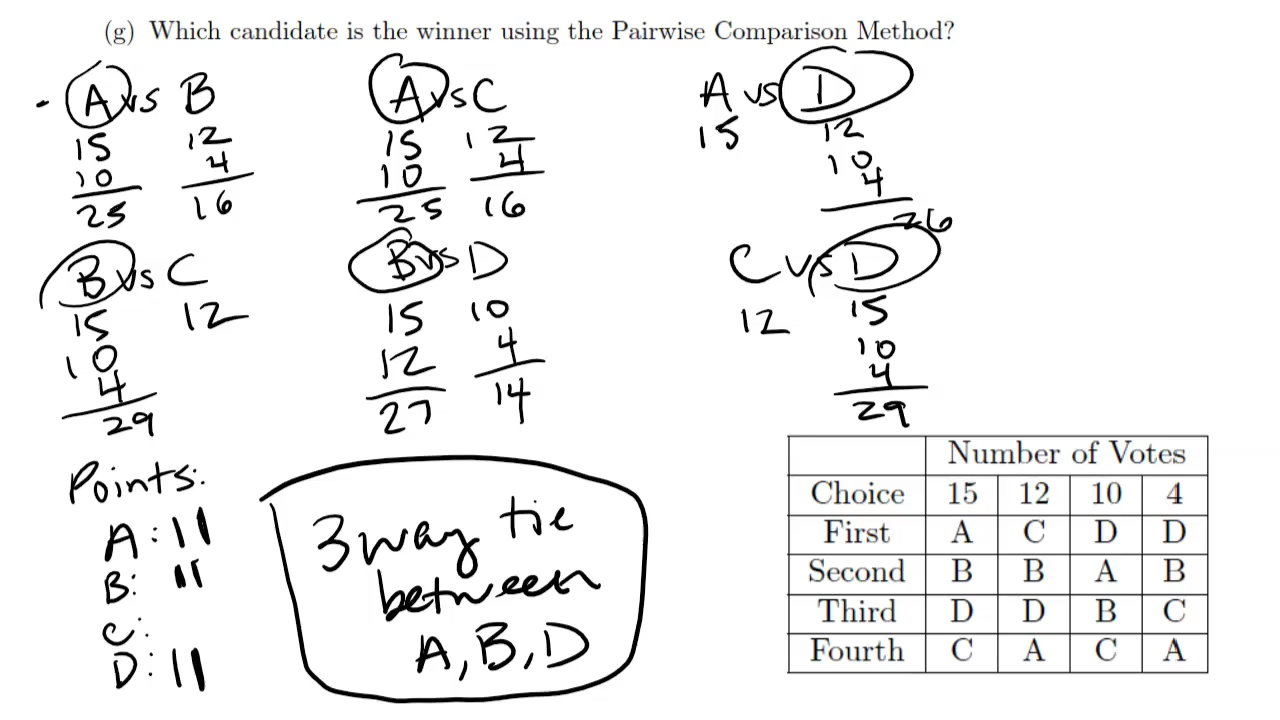 (g) Which candidate is the winner using the Pairwise Comparison Method?
A vs B
15 12
10 4
25 16
A vs C
15 12
10 4
25 16
A vs D
15 12
10
4
26
B vs C
15 12
10
4
29
B vs D
15 10
12 4
27 14
C vs D
12 15
10
4
29
Points:
A: II
B: II
C:
D: II
3 way tie
between
A, B, D
Number of Votes
Choice 15 12 10 4
First A C D D
Second B B A B
Third D D B C
Fourth C A C A